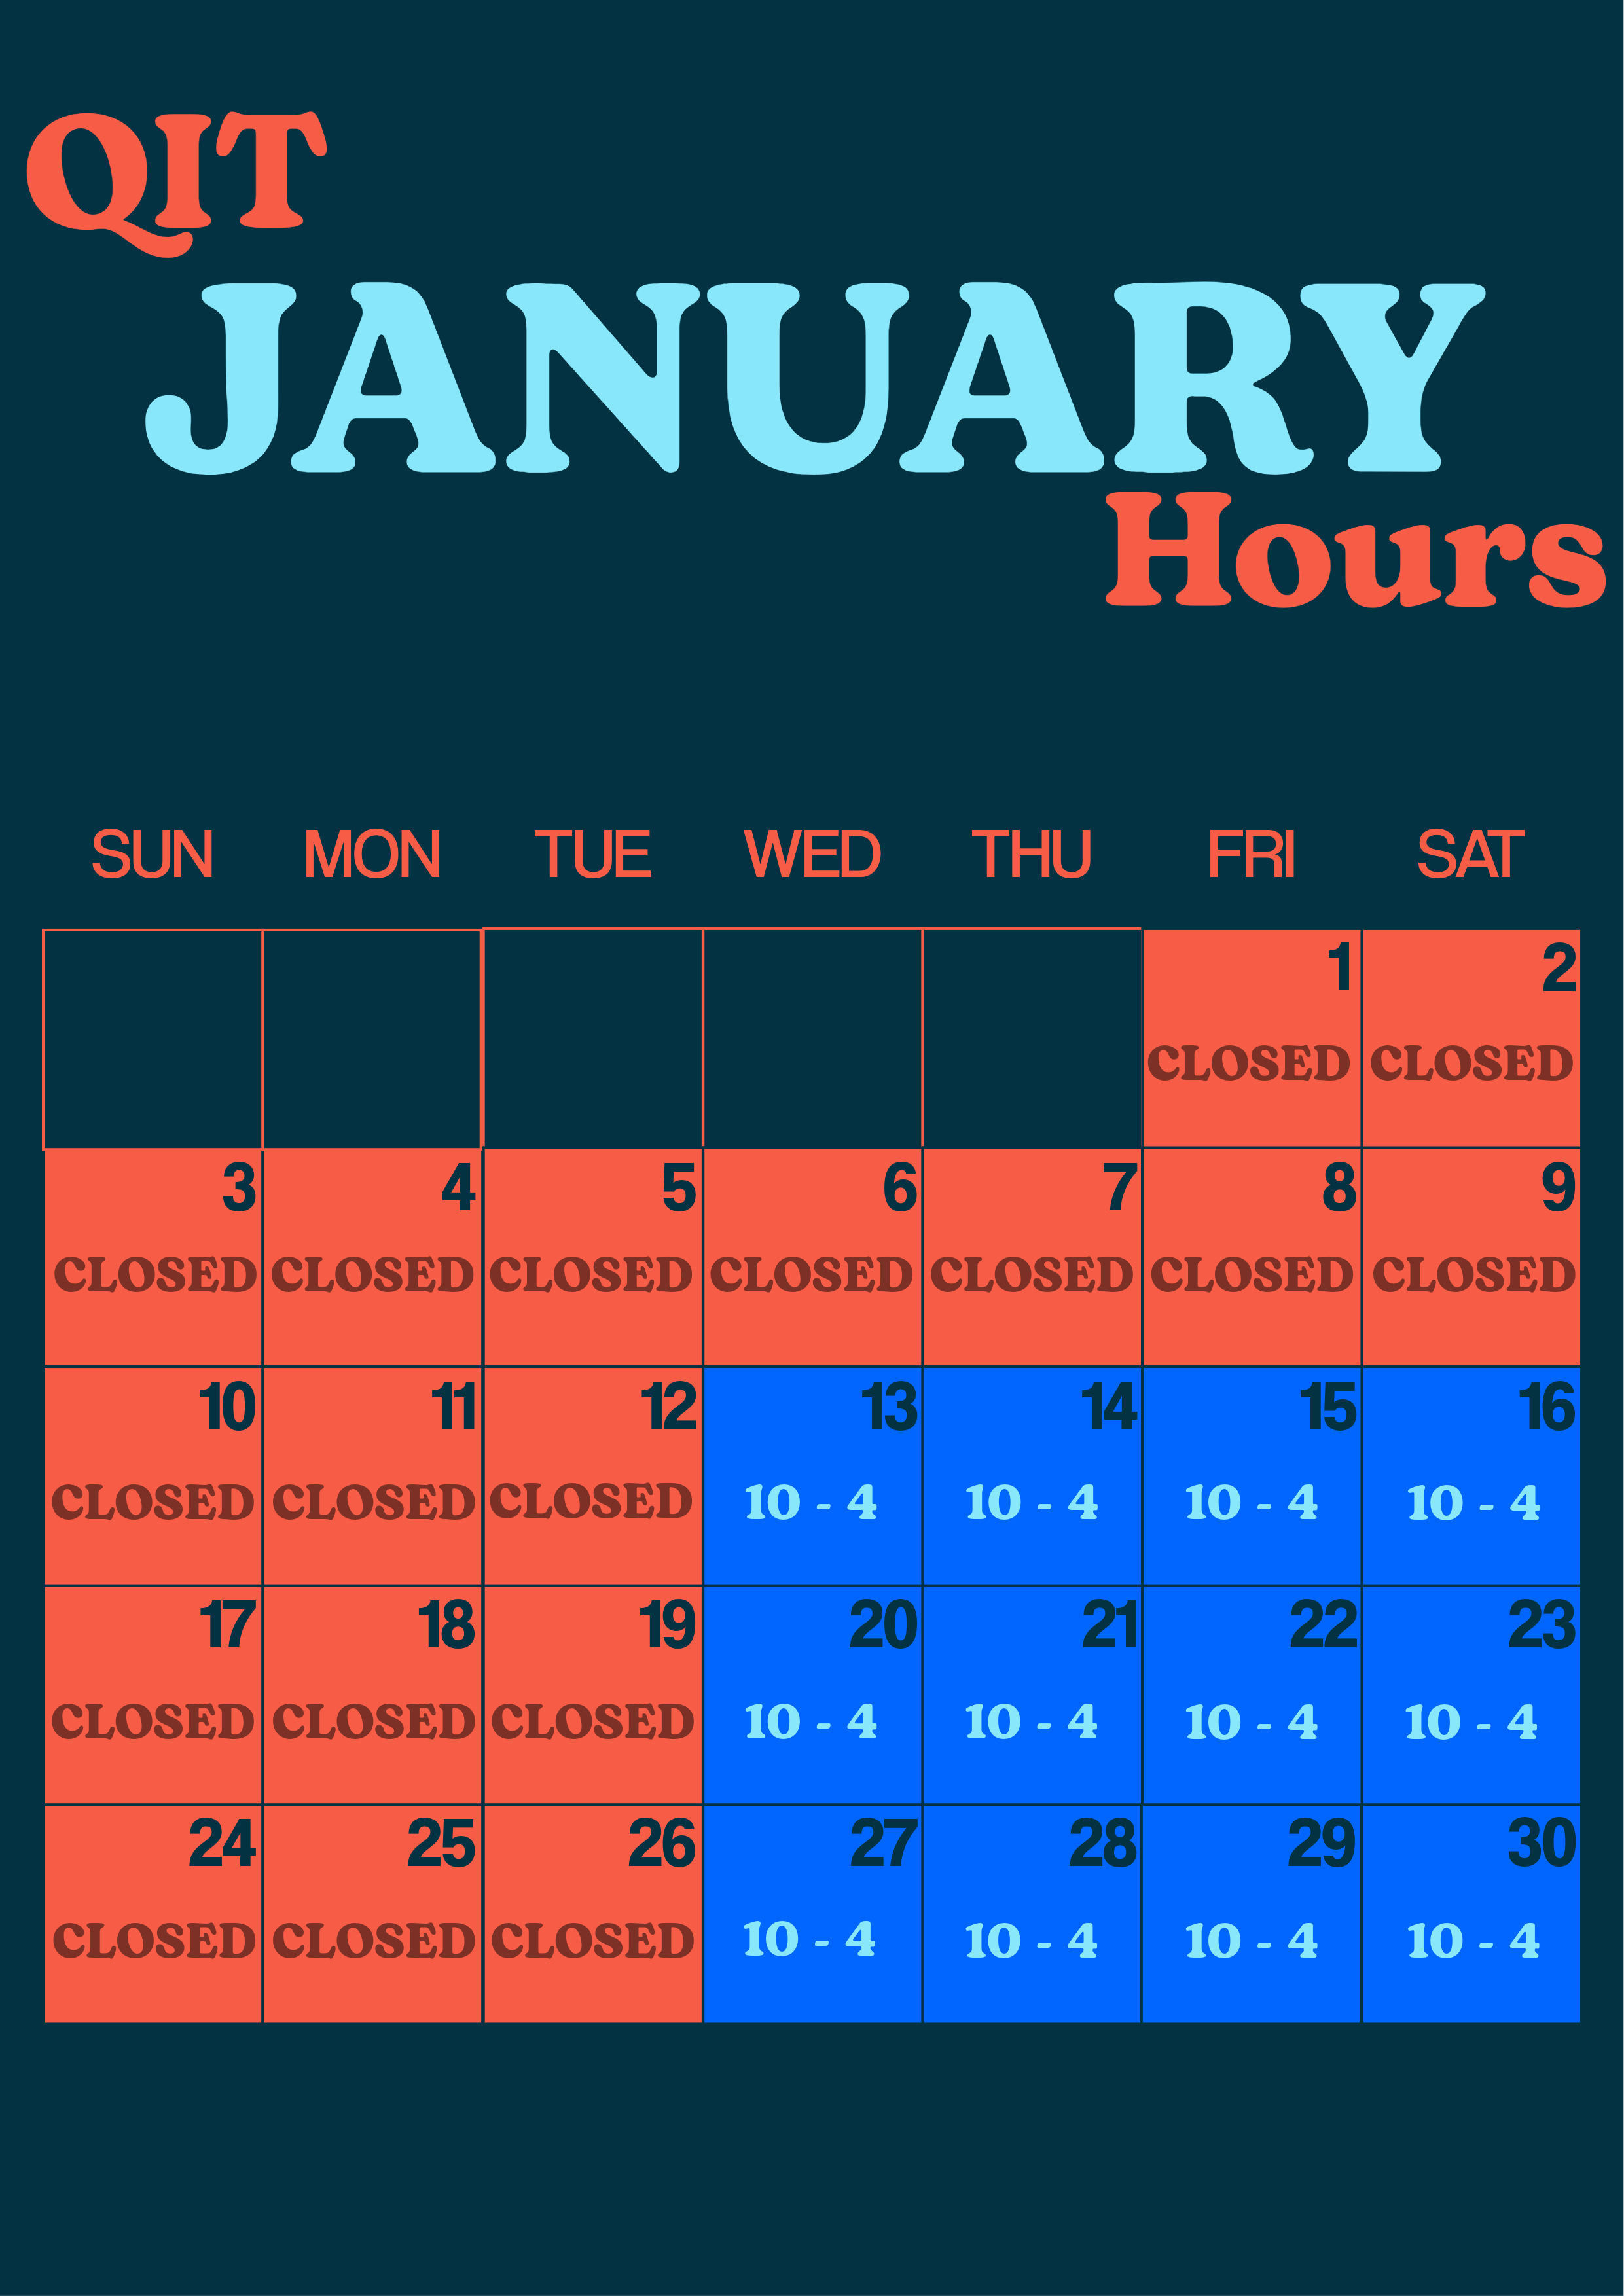 QIT
JANUARY
Hours
SUN MON TUE WED THU FRI SAT
1 2
CLOSED CLOSED
3 4 5 6 7 8 9
CLOSED CLOSED CLOSED CLOSED CLOSED CLOSED CLOSED
10 11 12 13 14 15 16
CLOSED CLOSED CLOSED 10 - 4 10 - 4 10 - 4 10 - 4
17 18 19 20 21 22 23
CLOSED CLOSED CLOSED 10 - 4 10 - 4 10 - 4 10 - 4
24 25 26 27 28 29 30
CLOSED CLOSED CLOSED 10 - 4 10 - 4 10 - 4 10 - 4